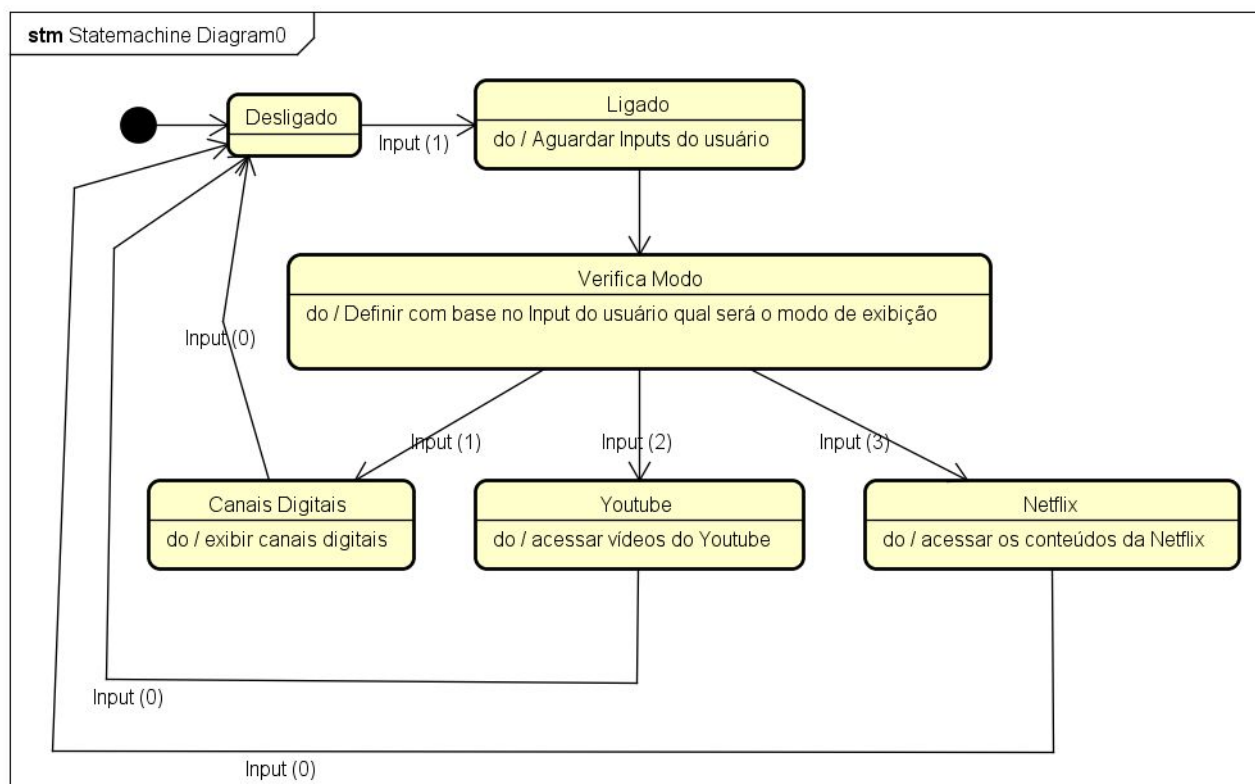 stm Statemachine Diagram0
Desligado
Input (1)
Ligado
do / Aguardar Inputs do usuário
Verifica Modo
do / Definir com base no Input do usuário qual será o modo de exibição
Input (0)
Input (1)
Input (2)
Input (3)
Canais Digitais
do / exibir canais digitais
Youtube
do / acessar vídeos do Youtube
Netflix
do / acessar os conteúdos da Netflix
Input (0)
Input (0)